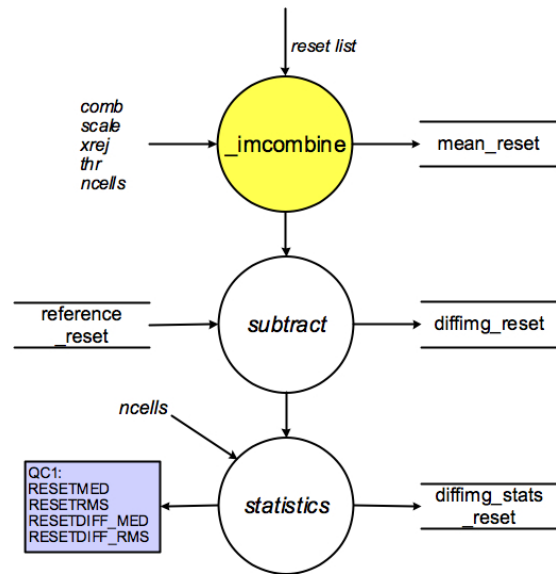 reset list
comb
scale
xrej
thr
ncells
_imcombine
mean_reset
reference
_reset
subtract
diffimg_reset
ncells
QC1:
RESETMED
RESETRMS
RESETDIFF_MED
RESETDIFF_RMS
statistics
diffimg_stats
_reset